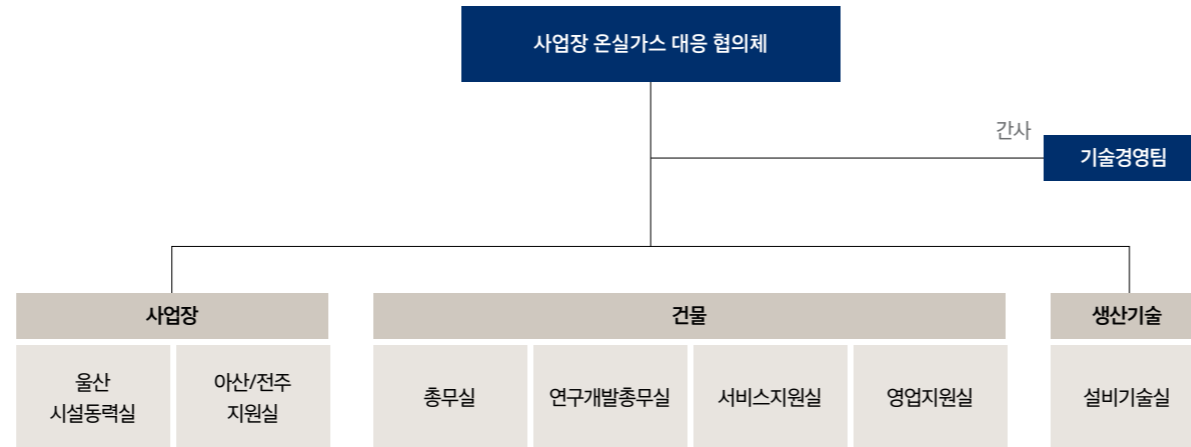 사업장 온실가스 대응 협의체
간사
기술경영팀
사업장
건물
생산기술
울산
시설동력실
아산/전주
지원실
총무실
연구개발총무실
서비스지원실
영업지원실
설비기술실